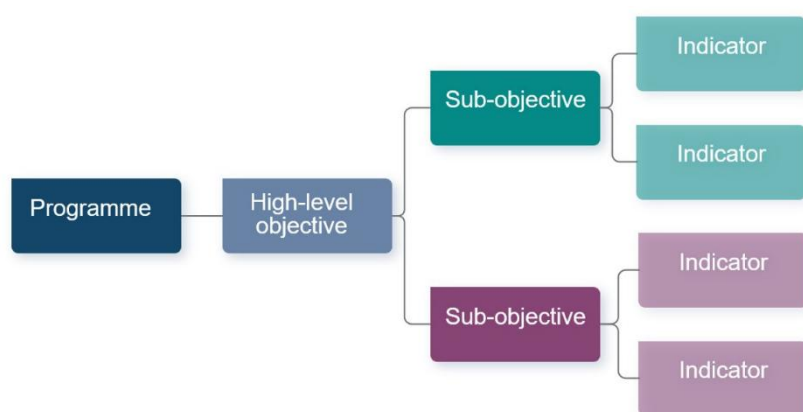 Programme
High-level
objective
Sub-objective
Indicator
Indicator
Sub-objective
Indicator
Indicator